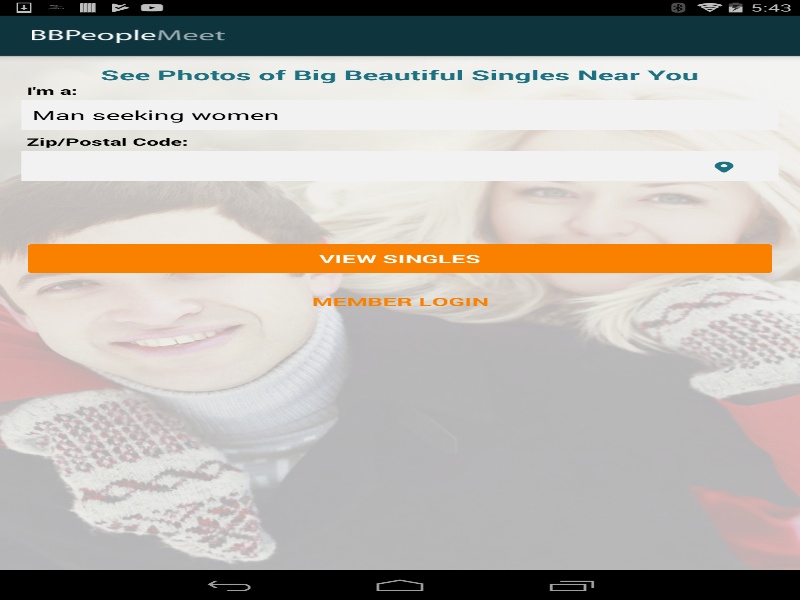 5:43
BBPeopleMeet
See Photos of Big Beautiful Singles Near You
I'm a:
Man seeking women
Zip/Postal Code:
VIEW SINGLES
MEMBER LOGIN